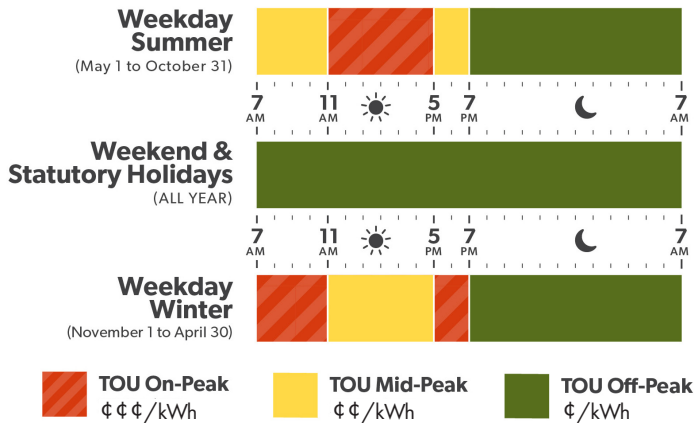 Weekday
Summer
(May 1 to October 31)
7 11 5 7 7
AM AM PM PM AM
Weekend &
Statutory Holidays
(ALL YEAR)
7 11 5 7 7
AM AM PM PM AM
Weekday
Winter
(November 1 to April 30)
TOU On-Peak TOU Mid-Peak TOU Off-Peak
¢¢¢/kWh ¢¢/kWh ¢/kWh